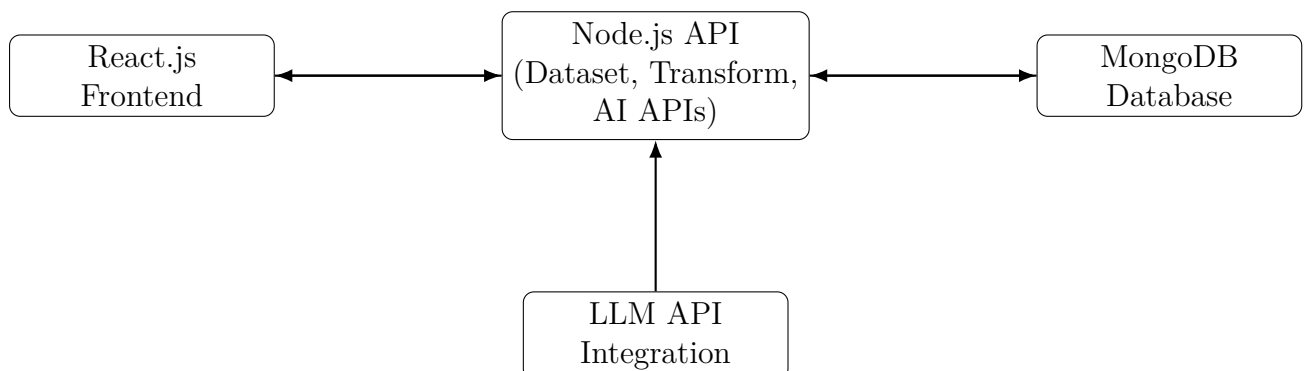 React.js
Frontend
Node.js API
(Dataset, Transform,
AI APIs)
MongoDB
Database
LLM API
Integration